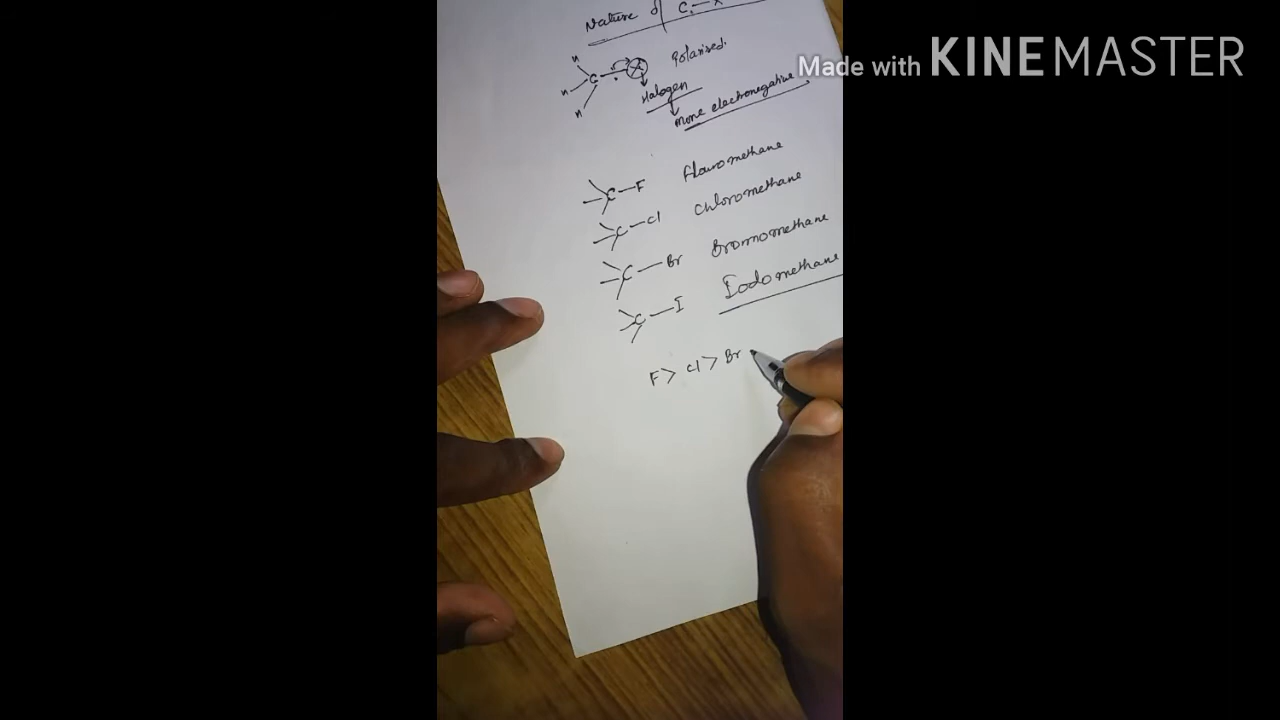 Nature of C-X
Made with KINEMASTER
H
H C X Polarised.
H
Halogen
More electronegative
C-F Flouromethane
C-Cl Chloromethane
C-Br Bromomethane
C-I Iodomethane
F > Cl > Br